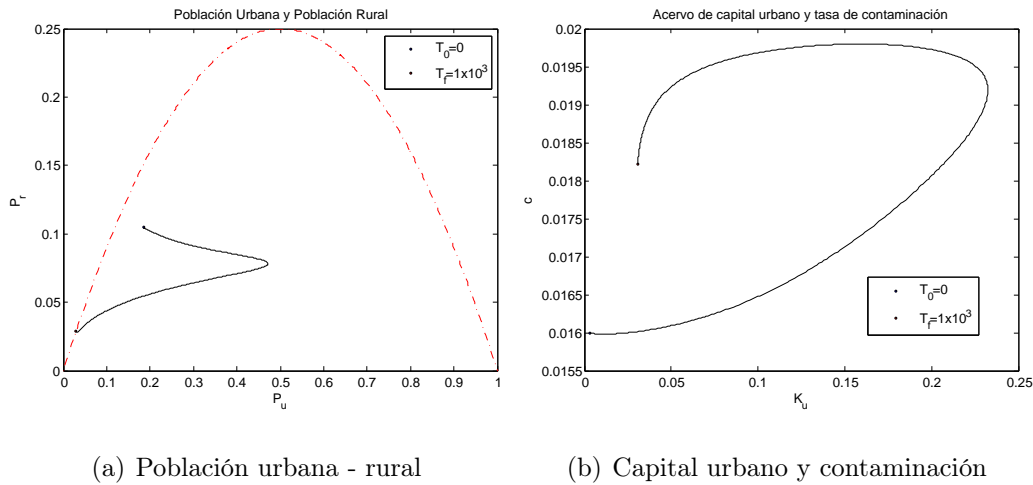 Población Urbana y Población Rural
0.25
0.2
0.15
0.1
0.05
0
P_r
0 0.1 0.2 0.3 0.4 0.5 0.6 0.7 0.8 0.9 1
P_u
T_0=0
T_f=1x10^3
(a) Población urbana - rural
Acervo de capital urbano y tasa de contaminación
0.02
0.0195
0.019
0.0185
0.018
0.0175
0.017
0.0165
0.016
0.0155
c
0 0.05 0.1 0.15 0.2 0.25
K_u
T_0=0
T_f=1x10^3
(b) Capital urbano y contaminación